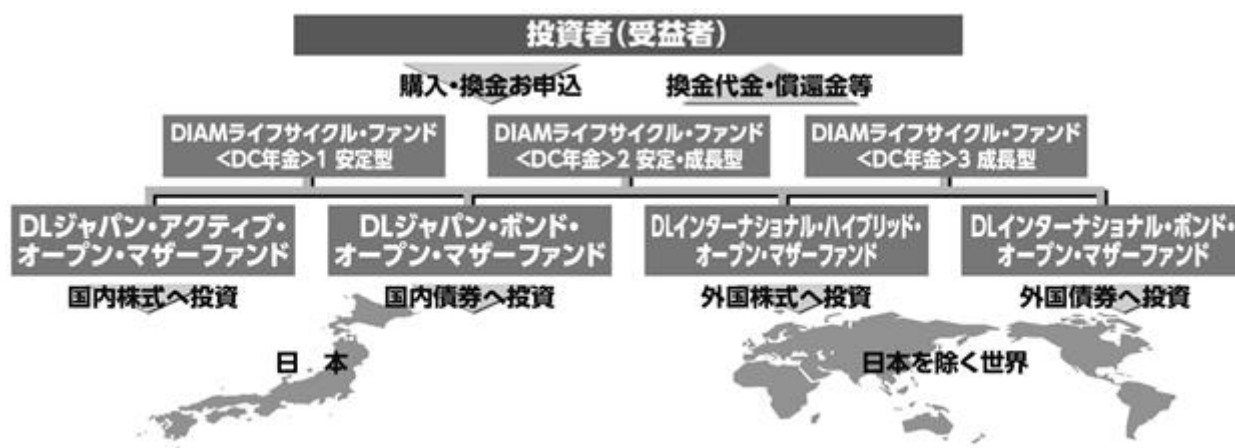 投資者(受益者)
購入・換金お申込
換金代金・償還金等
DIAMライフサイクル・ファンド
<DC年金>1 安定型
DIAMライフサイクル・ファンド
<DC年金>2 安定・成長型
DIAMライフサイクル・ファンド
<DC年金>3 成長型
DLジャパン・アクティブ・
オープン・マザーファンド
DLジャパン・ボンド・
オープン・マザーファンド
DLインターナショナル・ハイブリッド・
オープン・マザーファンド
DLインターナショナル・ボンド・
オープン・マザーファンド
国内株式へ投資
国内債券へ投資
外国株式へ投資
外国債券へ投資
日 本
日本を除く世界